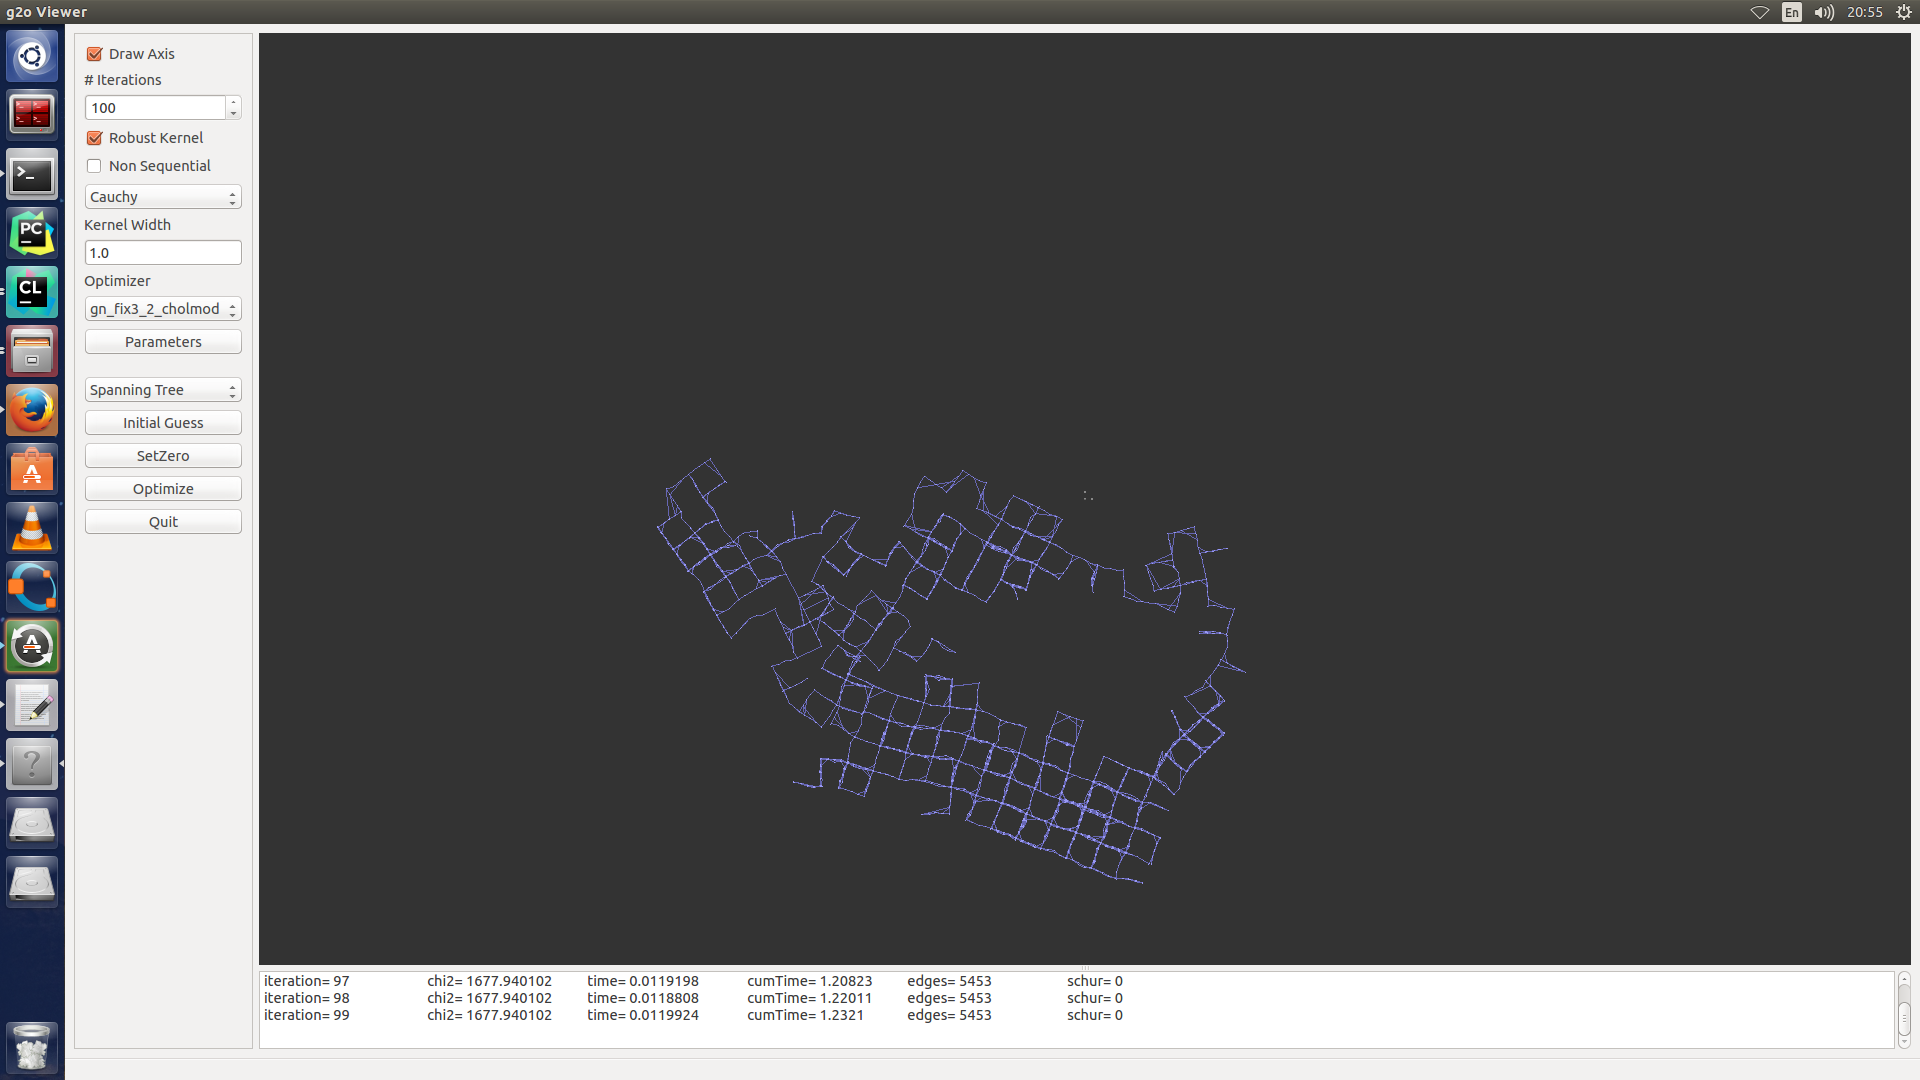 g2o Viewer
En
20:55
Draw Axis
# Iterations
100
Robust Kernel
Non Sequential
Cauchy
Kernel Width
1.0
Optimizer
gn_fix3_2_cholmod
Parameters
Spanning Tree
Initial Guess
SetZero
Optimize
Quit
PC
CL
iteration= 97 chi2= 1677.940102 time= 0.0119198 cumTime= 1.20823 edges= 5453 schur= 0
iteration= 98 chi2= 1677.940102 time= 0.0118808 cumTime= 1.22011 edges= 5453 schur= 0
iteration= 99 chi2= 1677.940102 time= 0.0119924 cumTime= 1.2321 edges= 5453 schur= 0